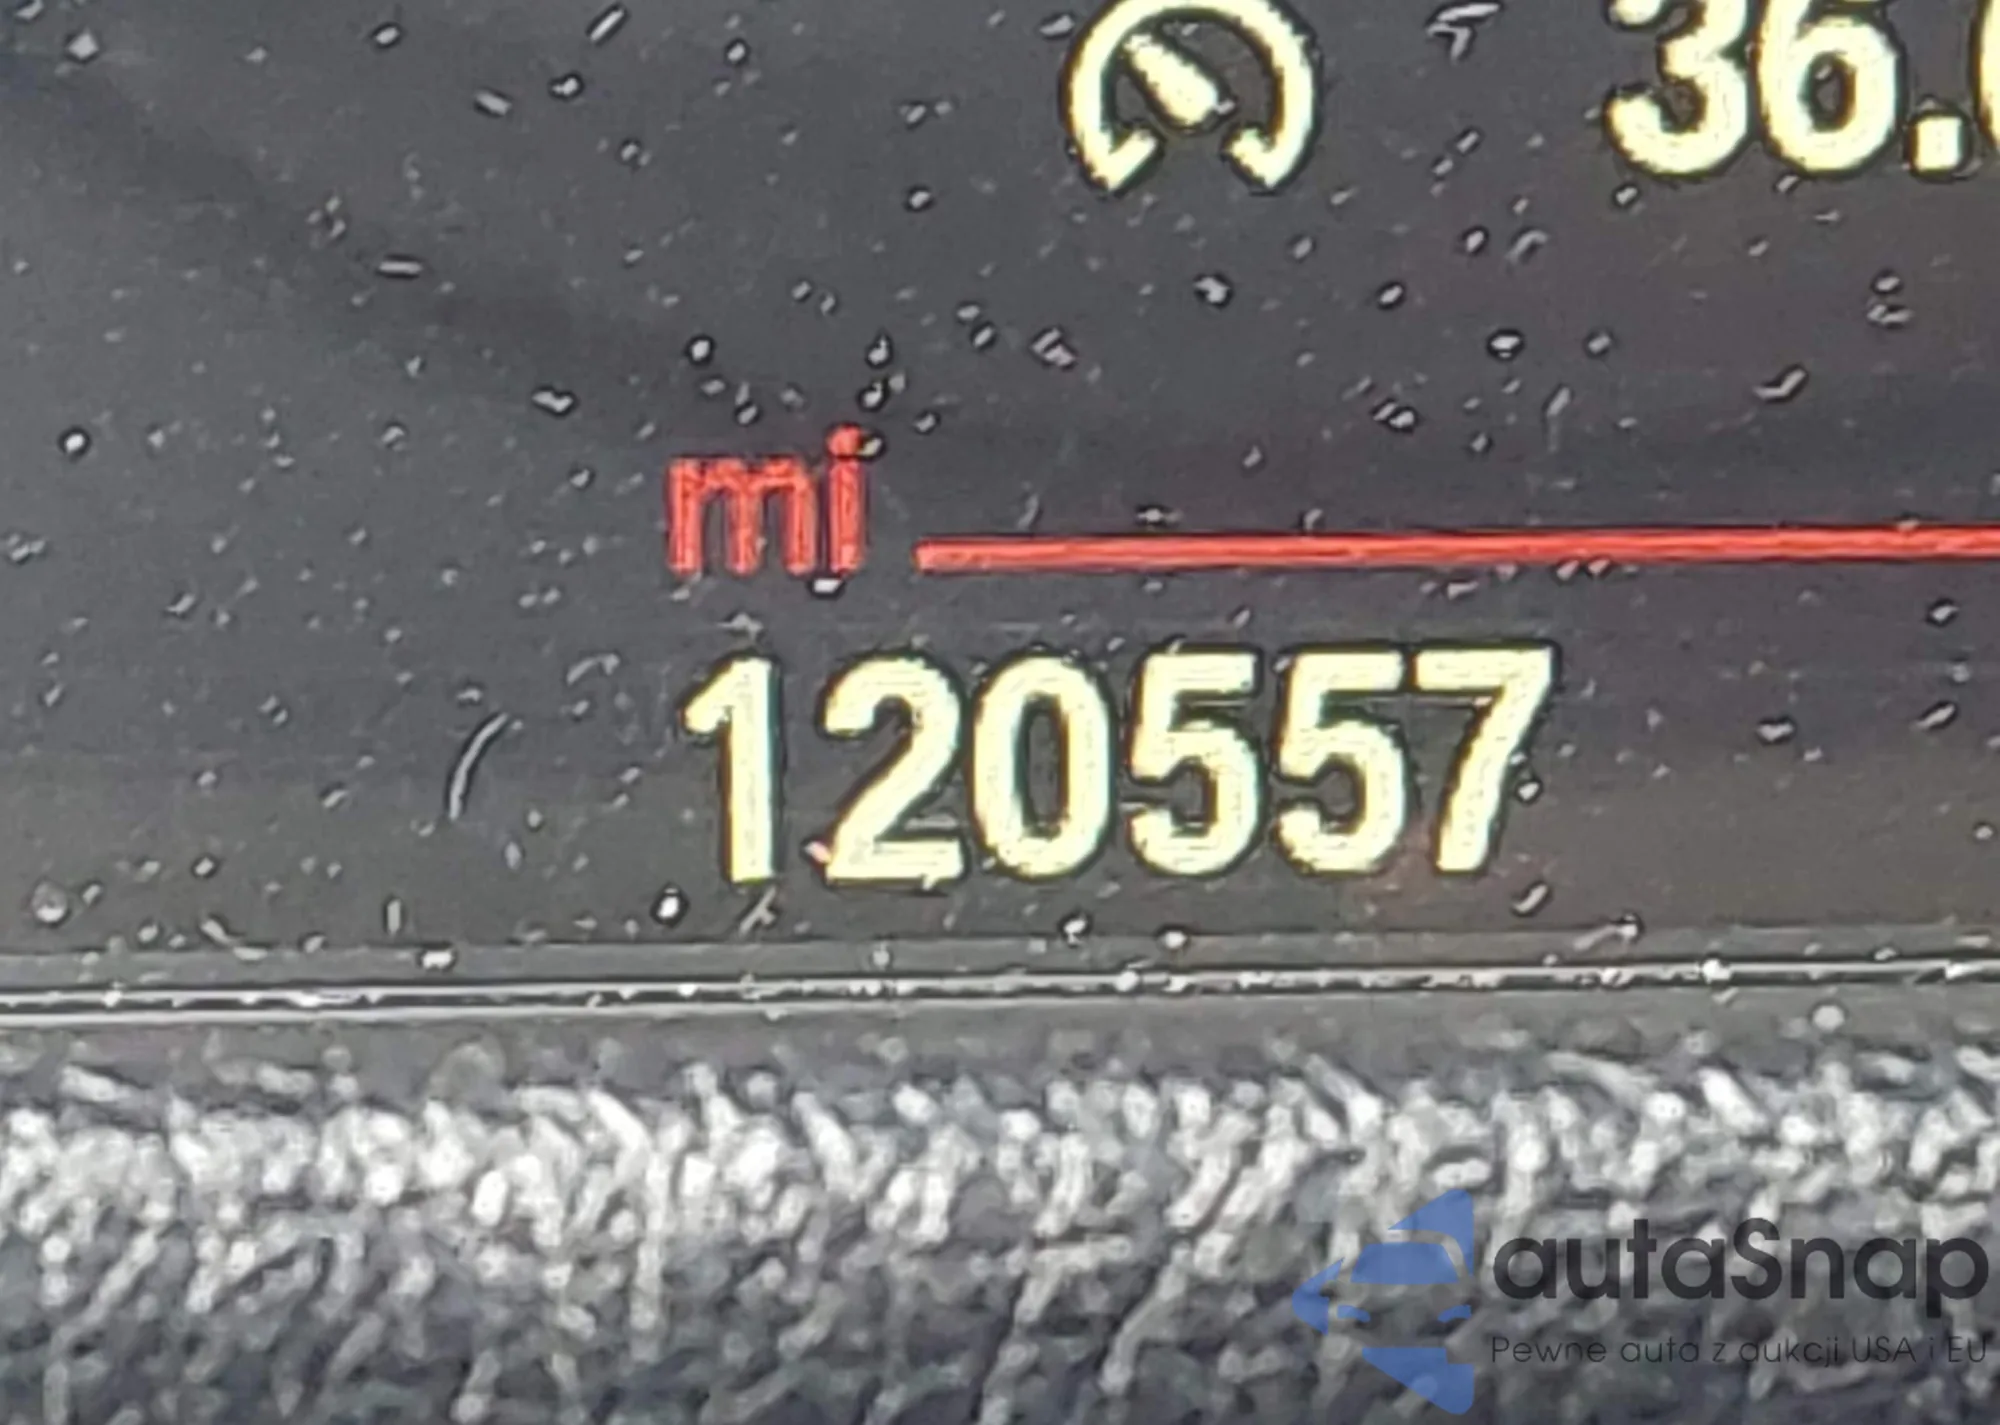 36.
mi
120557
autaSnap
Pewne auta z aukcji USA i EU